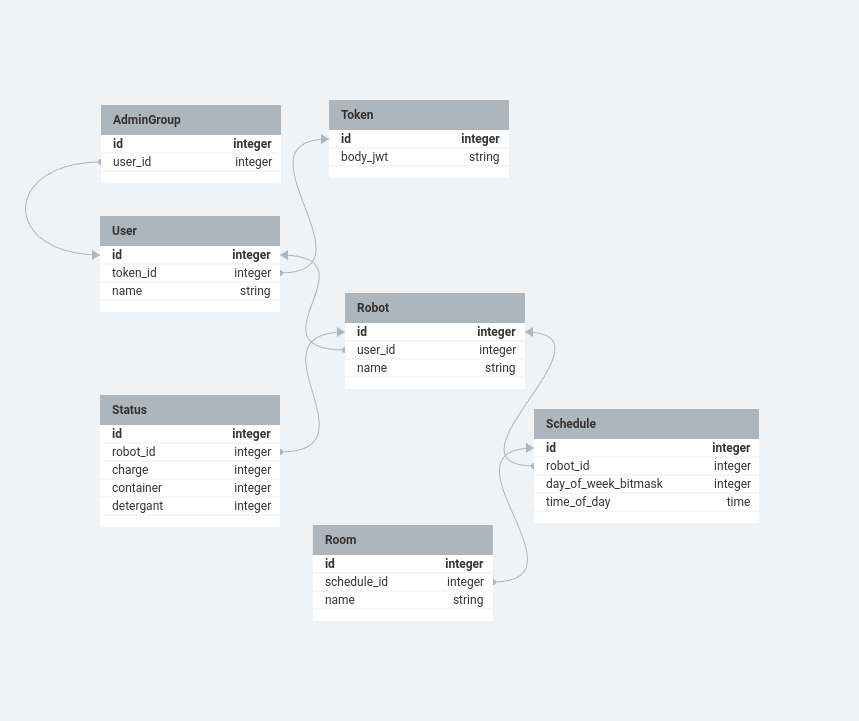 AdminGroup
id integer
user_id integer
Token
id integer
body_jwt string
User
id integer
token_id integer
name string
Robot
id integer
user_id integer
name string
Status
id integer
robot_id integer
charge integer
container integer
detergant integer
Schedule
id integer
robot_id integer
day_of_week_bitmask integer
time_of_day time
Room
id integer
schedule_id integer
name string